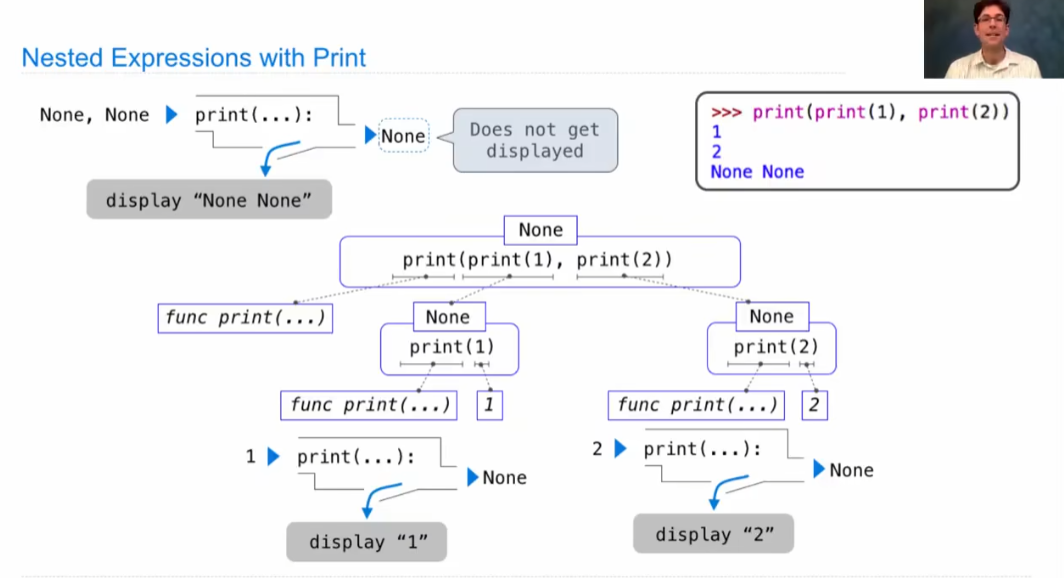 Nested Expressions with Print
None, None print(...):
None
Does not get
displayed
display “None None”
>>> print(print(1), print(2))
1
2
None None
None
print(print(1), print(2))
func print(...)
None
print(1)
None
print(2)
func print(...)
1
func print(...)
2
1 print(...):
None
display “1”
2 print(...):
None
display “2”